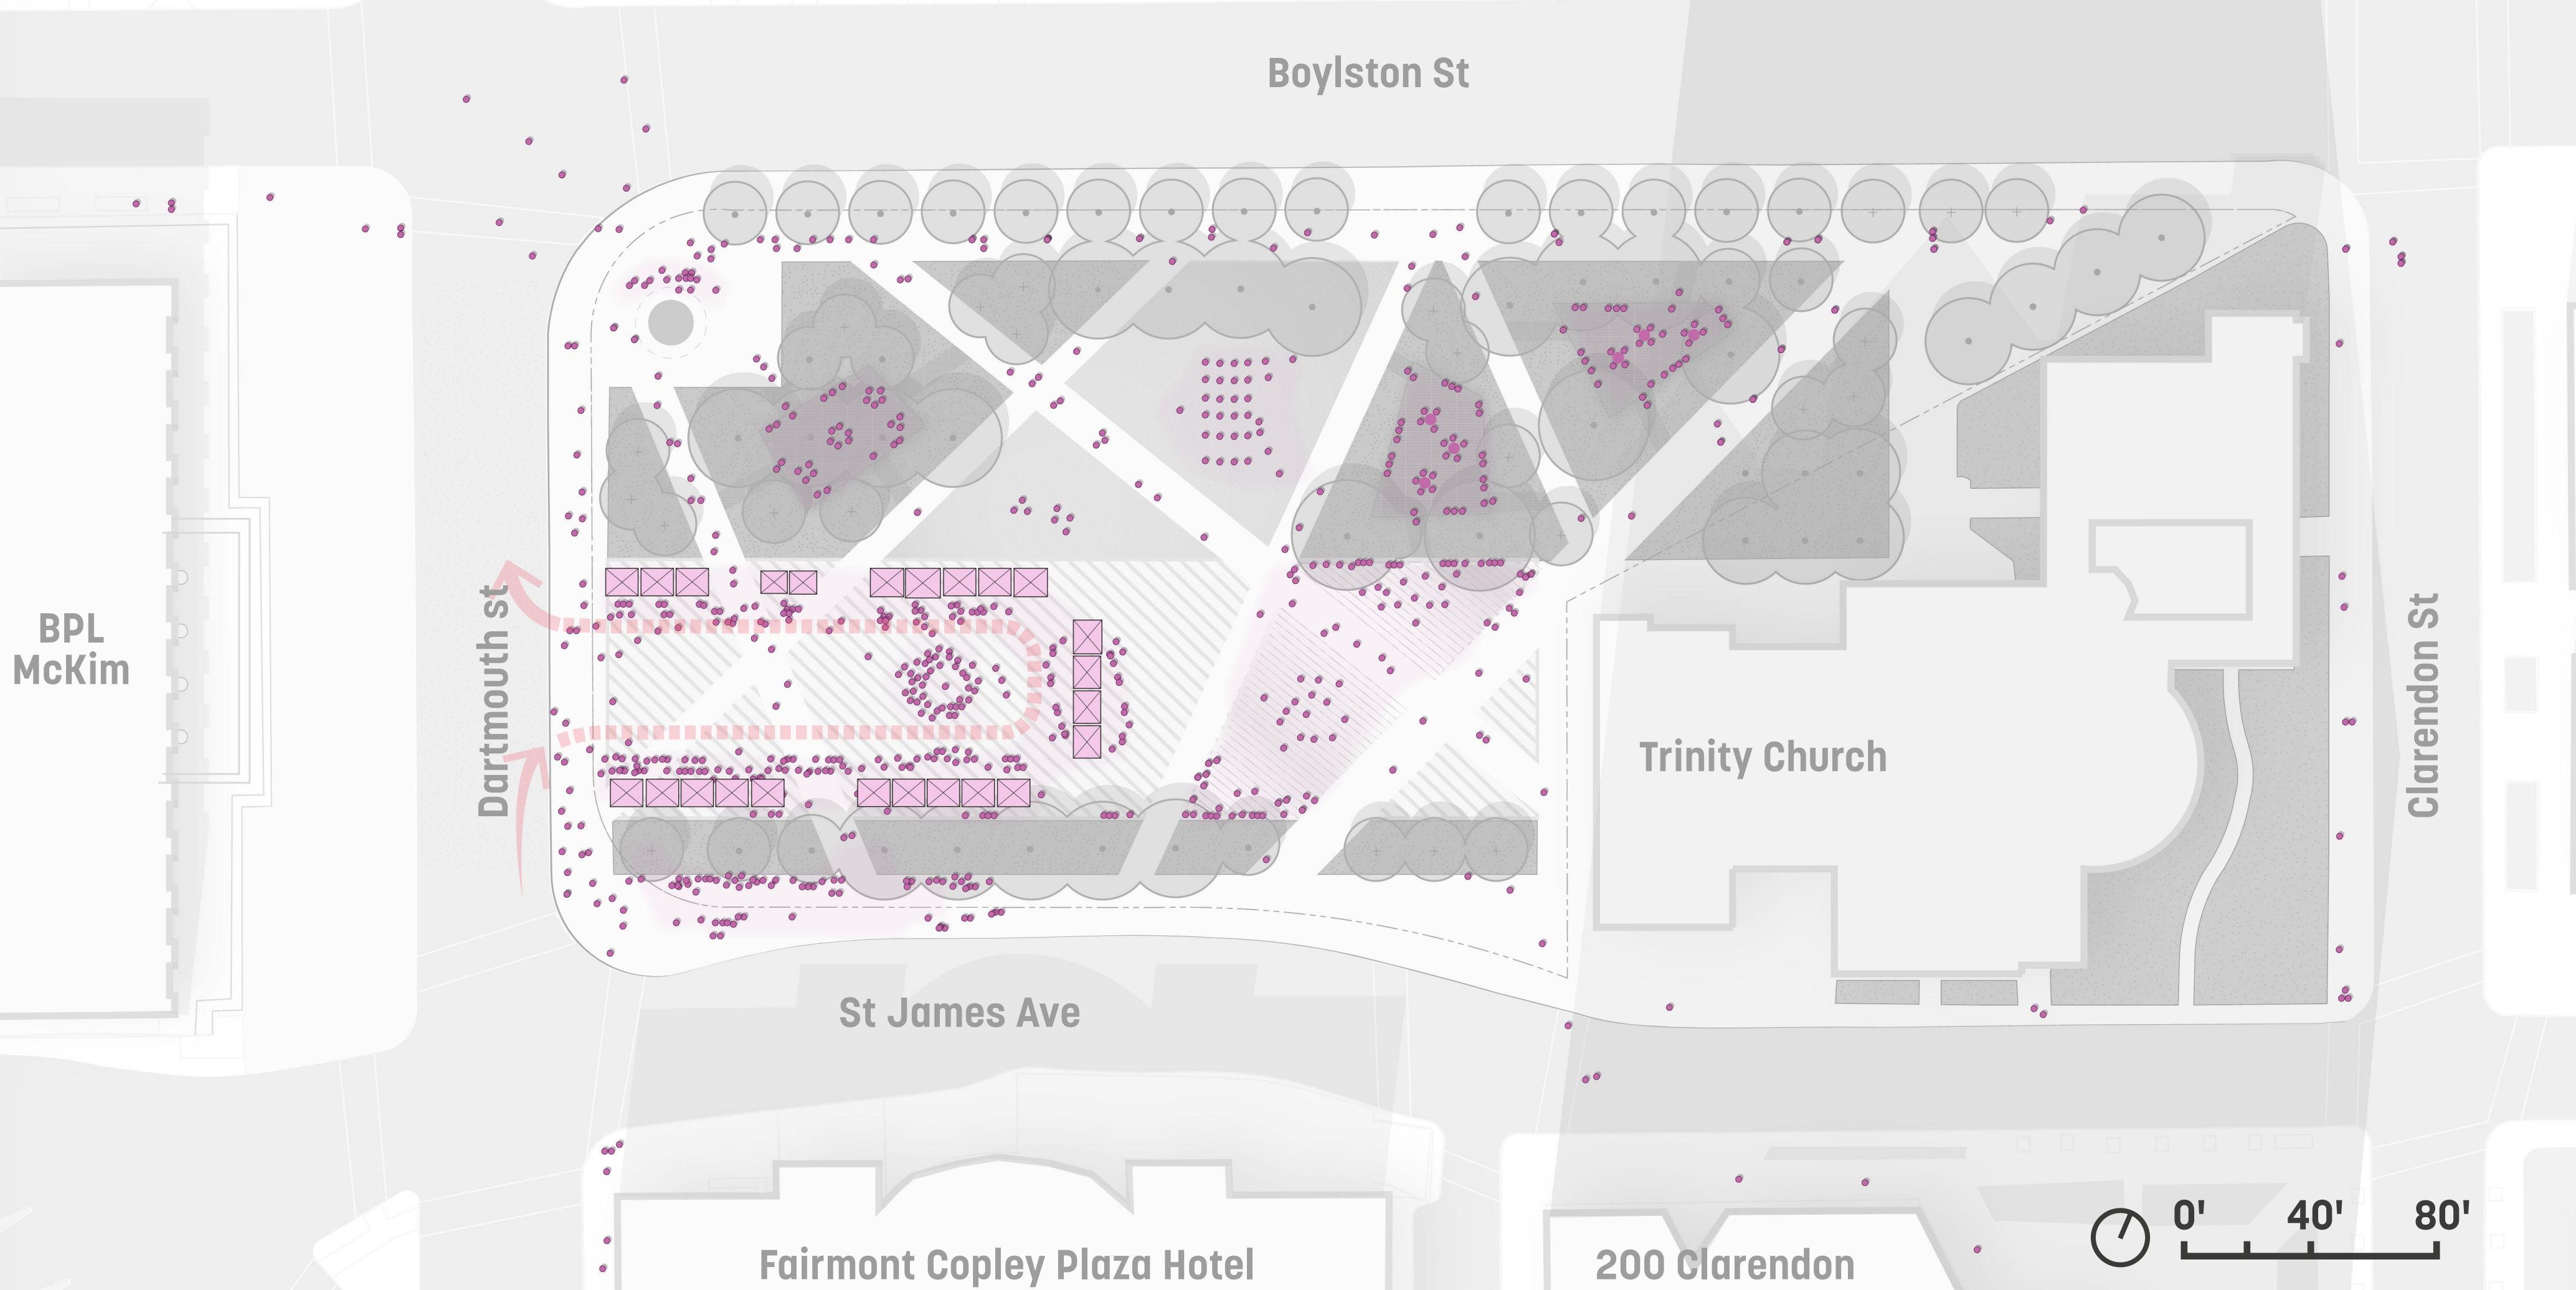 Boylston St
BPL
McKim
Dartmouth st
Trinity Church
Clarendon St
St James Ave
Fairmont Copley Plaza Hotel
200 Clarendon
0' 40' 80'